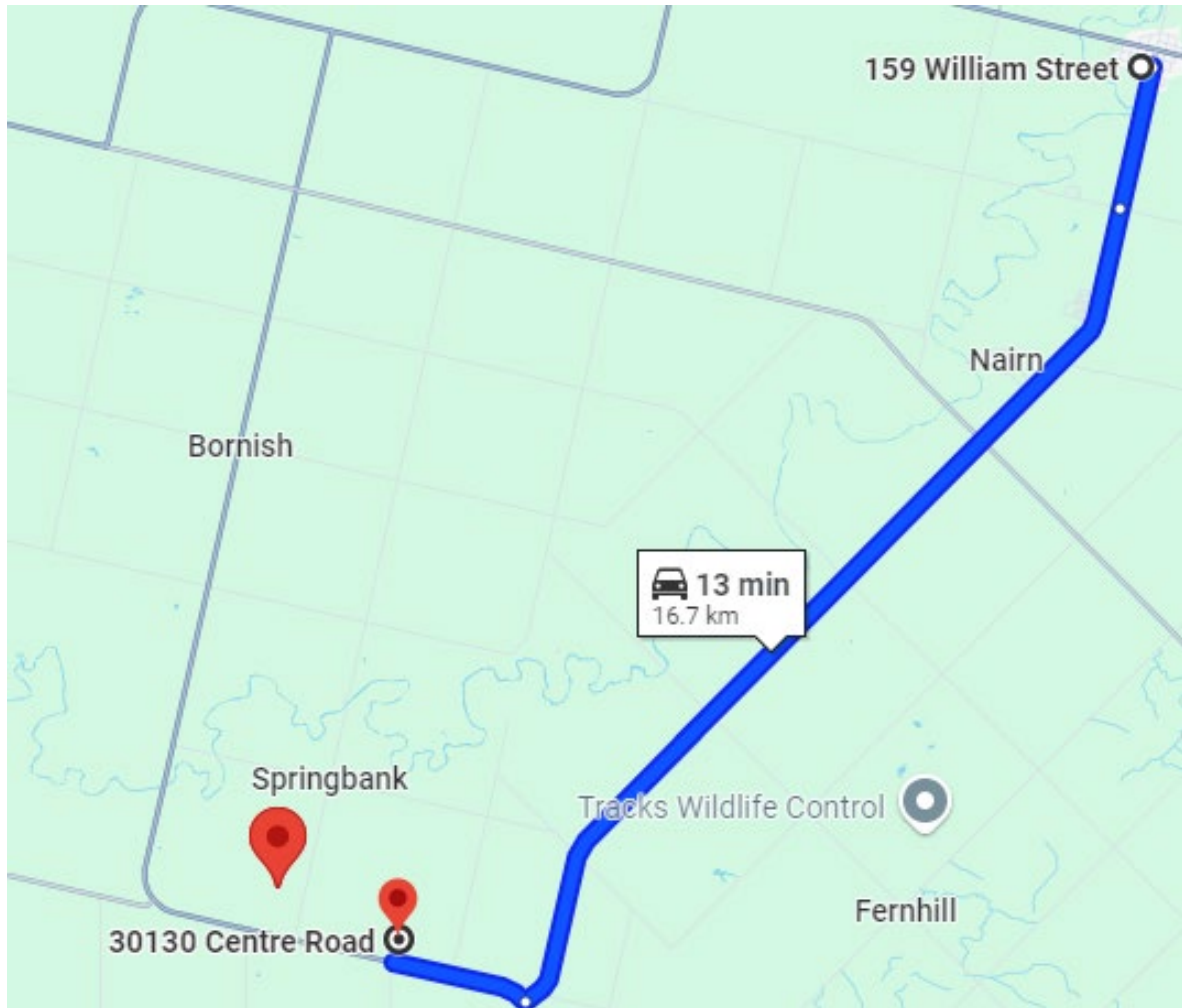 159 William Street
Nairn
Bornish
13 min
16.7 km
Springbank
Tracks Wildlife Control
Fernhill
30130 Centre Road